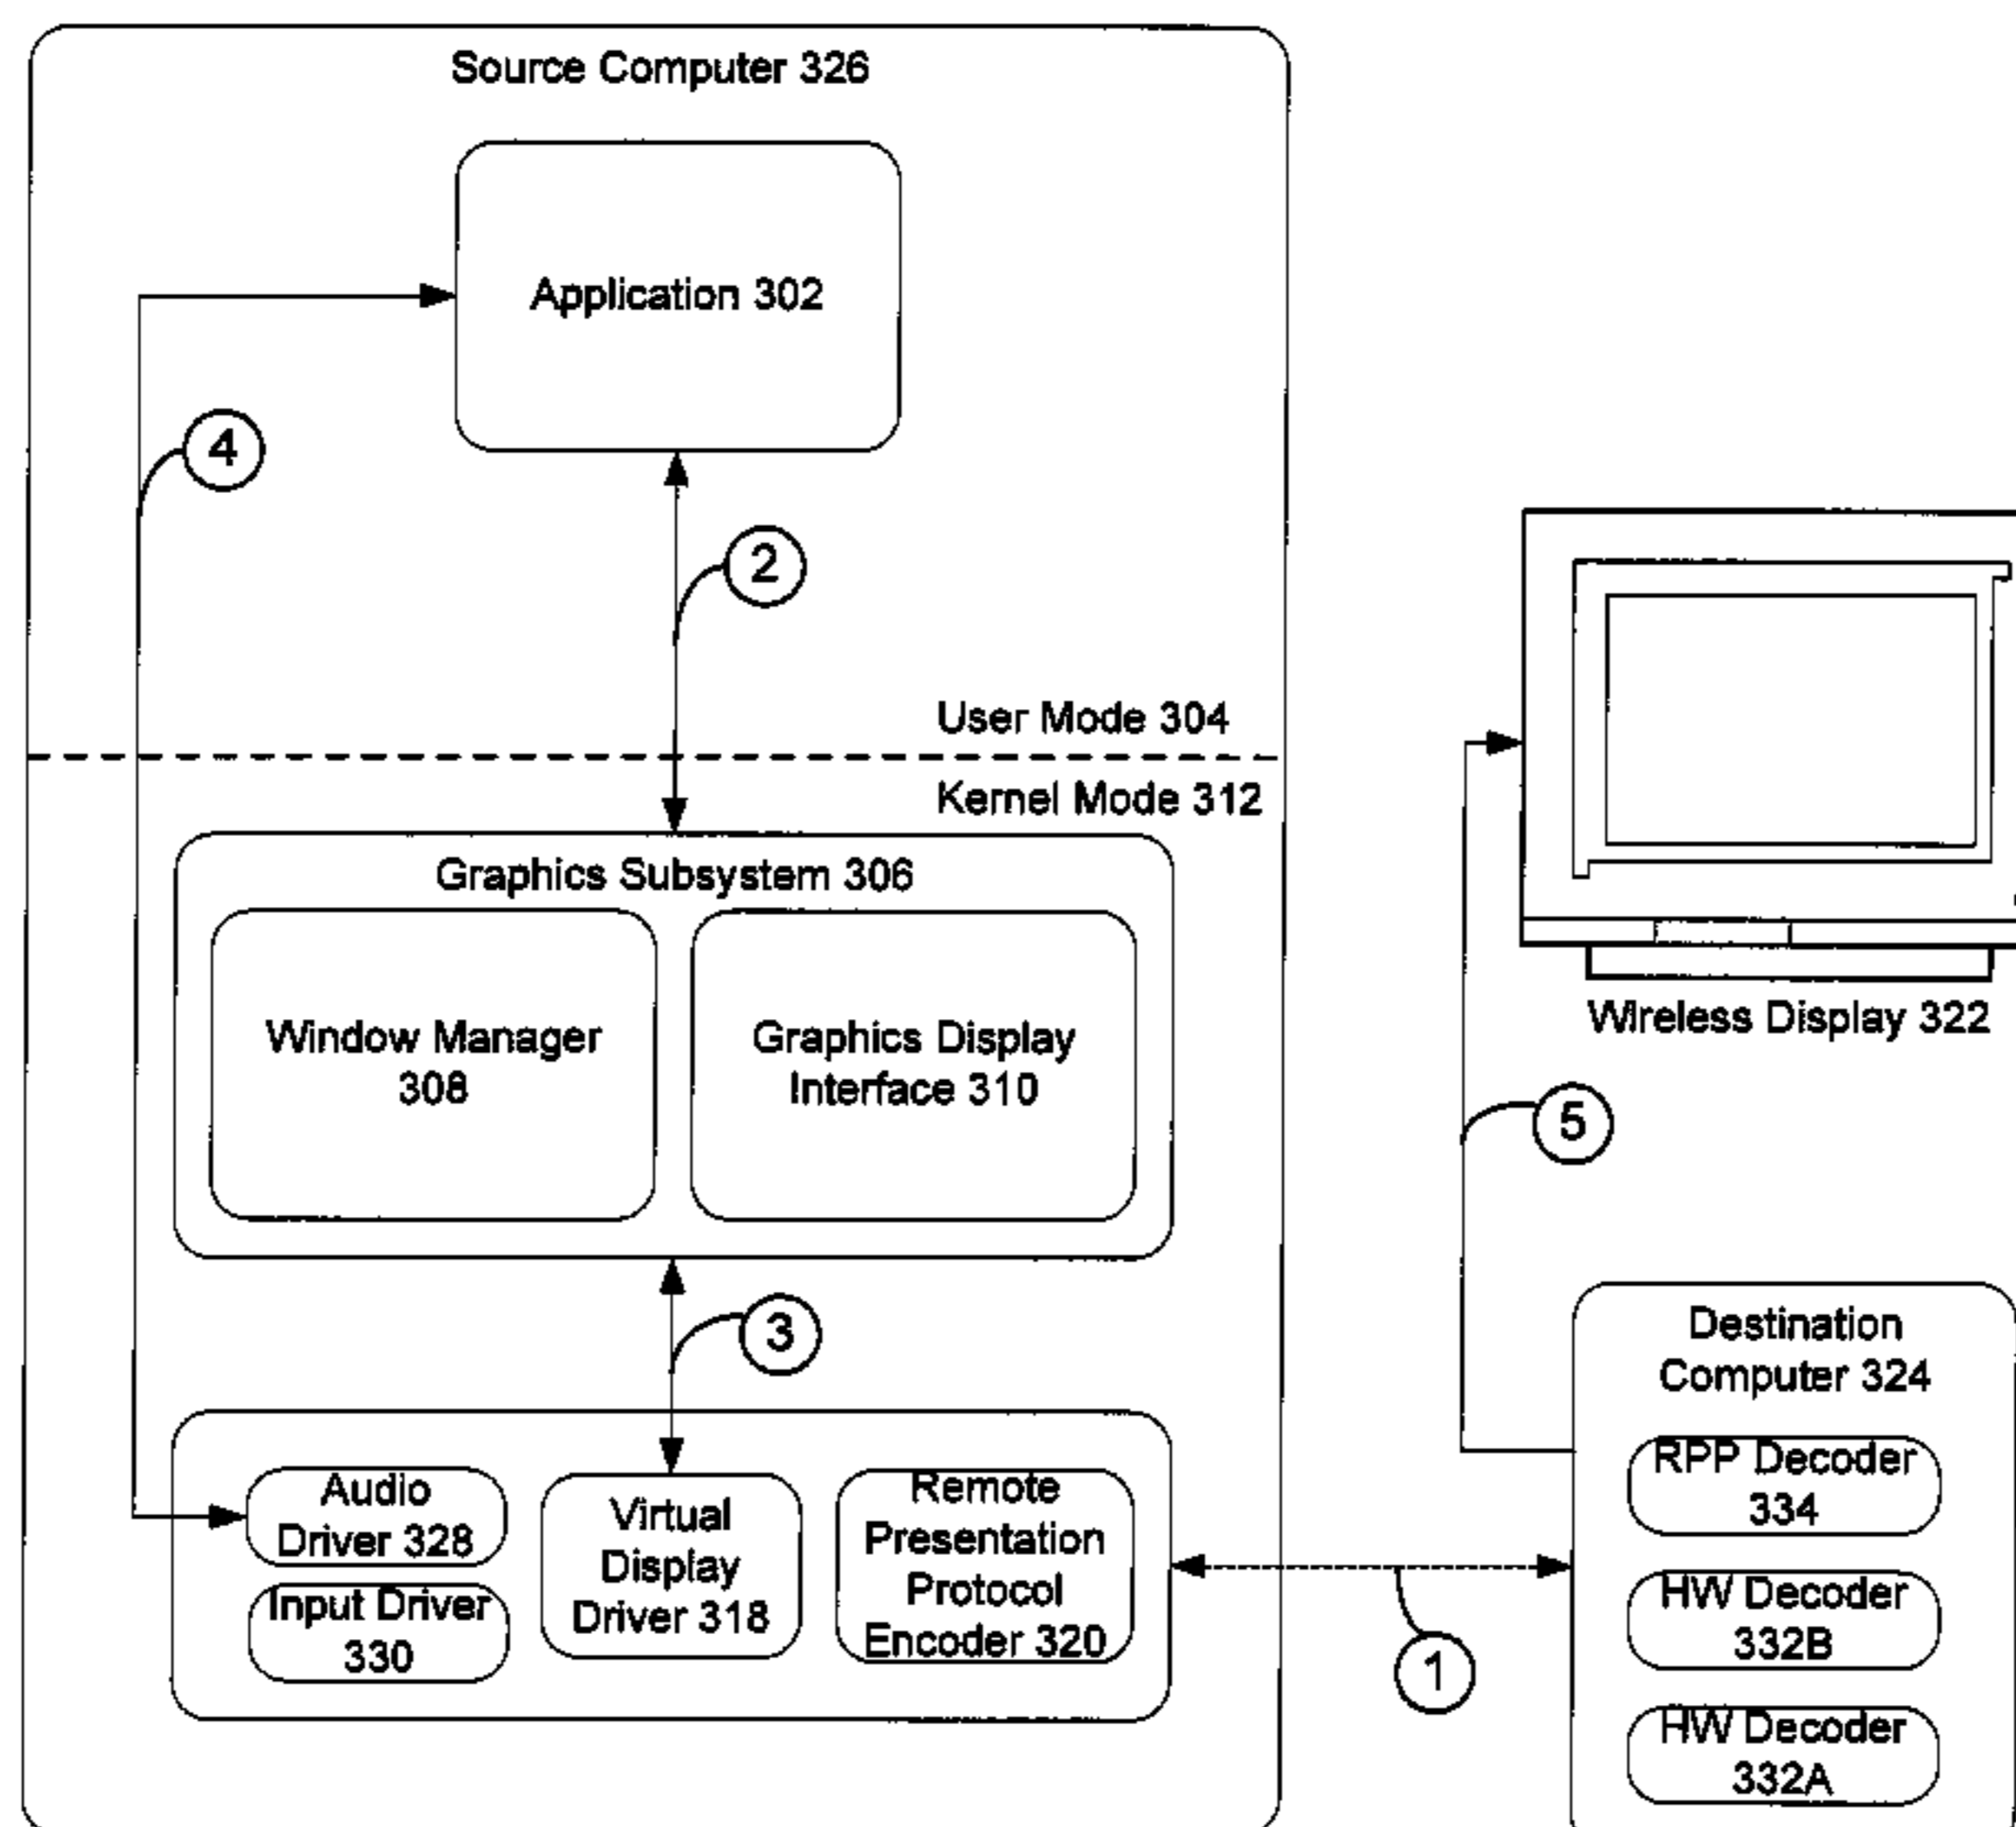 Source Computer 326
Application 302
4
2
User Mode 304
Kernel Mode 312
Graphics Subsystem 306
Window Manager
308
Graphics Display
Interface 310
3
Audio
Driver 328
Input Driver
330
Virtual
Display
Driver 318
Remote
Presentation
Protocol
Encoder 320
1
Wireless Display 322
5
Destination
Computer 324
RPP Decoder
334
HW Decoder
332B
HW Decoder
332A